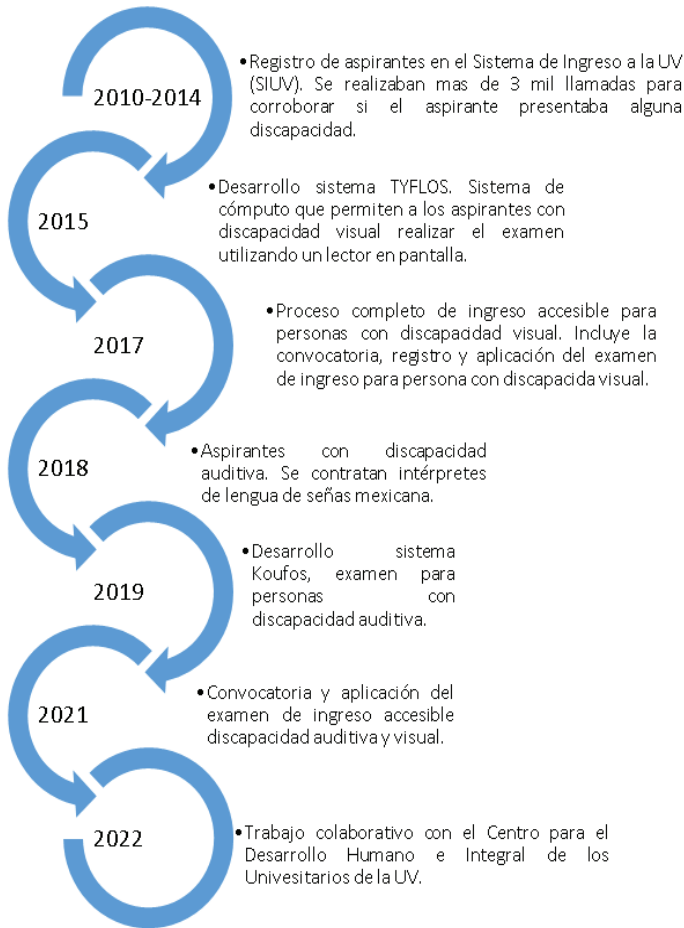 2010-2014
•Registro de aspirantes en el Sistema de Ingreso a la UV
(SIUV). Se realizaban mas de 3 mil llamadas para
corroborar si el aspirante presentaba alguna
discapacidad.
2015
•Desarrollo sistema TYFLOS. Sistema de
cómputo que permiten a los aspirantes con
discapacidad visual realizar el examen
utilizando un lector en pantalla.
2017
•Proceso completo de ingreso accesible para
personas con discapacidad visual. Incluye la
convocatoria, registro y aplicación del examen
de ingreso para persona con discapacida visual.
2018
•Aspirantes con discapacidad
auditiva. Se contratan intérpretes
de lengua de señas mexicana.
2019
•Desarrollo sistema
Koufos, examen para
personas con
discapacidad auditiva.
2021
•Convocatoria y aplicación del
examen de ingreso accesible
discapacidad auditiva y visual.
2022
•Trabajo colaborativo con el Centro para el
Desarrollo Humano e Integral de los
Univesitarios de la UV.